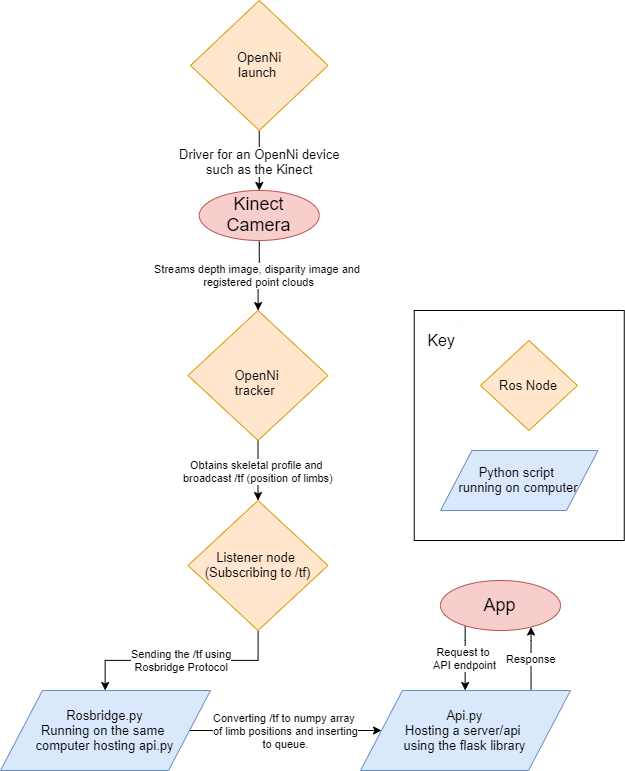 OpenNi
launch
Driver for an OpenNi device
such as the Kinect
Kinect
Camera
Streams depth image, disparity image and
registered point clouds
OpenNi
tracker
Obtains skeletal profile and
broadcast /tf (position of limbs)
Listener node
(Subscribing to /tf)
Sending the /tf using
Rosbridge Protocol
Rosbridge.py
Running on the same
computer hosting api.py
Converting /tf to numpy array
of limb positions and inserting
to queue.
Key
Ros Node
Python script
running on computer
App
Request to
API endpoint
Response
Api.py
Hosting a server/api
using the flask library